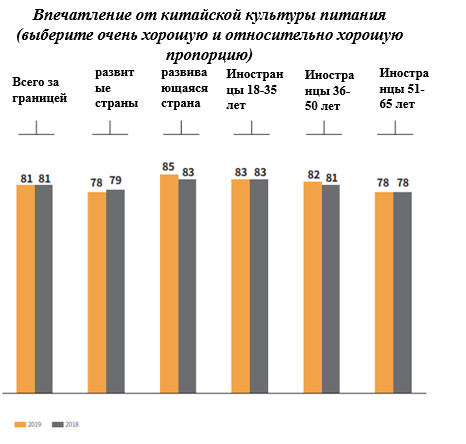 Впечатление от китайской культуры питания
(выберите очень хорошую и относительно хорошую
пропорцию)
Всего за
границей
развит
ые
страны
развива
ющаяся
страна
Иностран
цы 18-35
лет
Иностра
нцы 36-
50 лет
Иностра
нцы 51-
65 лет
81 81
78 79
85 83
83 83
82 81
78 78
2019 2018